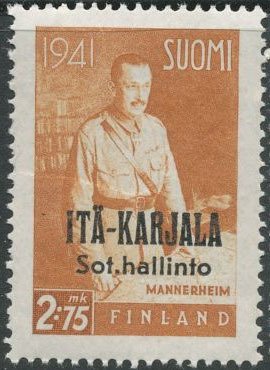 1941 SUOMI
ITÄ-KARJALA
Sot.hallinto
MANNERHEIM
2:75 mk FINLAND